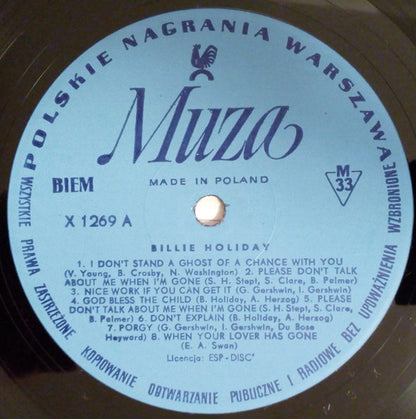 POLSKIE NAGRANIA WARSZAWA
Muza
BIEM
MADE IN POLAND
M
33
X 1269 A
BILLIE HOLIDAY
1. I DON'T STAND A GHOST OF A CHANCE WITH YOU
(V. Young, B. Crosby, N. Washington) 2. PLEASE DON'T TALK
ABOUT ME WHEN I'M GONE (S. H. Stept, S. Clare, B. Palmer)
3. NICE WORK IF YOU CAN GET IT (G. Gershwin, I. Gershwin)
4. GOD BLESS THE CHILD (B. Holiday, A. Herzog) 5. PLEASE
DON'T TALK ABOUT ME WHEN I'M GONE (S. H. Stept, S. Clare,
B. Palmer) 6. DON'T EXPLAIN (B. Holiday, A. Herzog)
7. PORGY (G. Gershwin, I. Gershwin, Du Bose
Heyward) 8. WHEN YOUR LOVER HAS GONE
(E. A. Swan)
Licencja: ESP-DISC'
WSZYSTKIE PRAWA ZASTRZEŻONE KOPIOWANIE ODTWARZANIE PUBLICZNE I RADIOWE BEZ UPOWAŻNIENIA WZBRONIONE